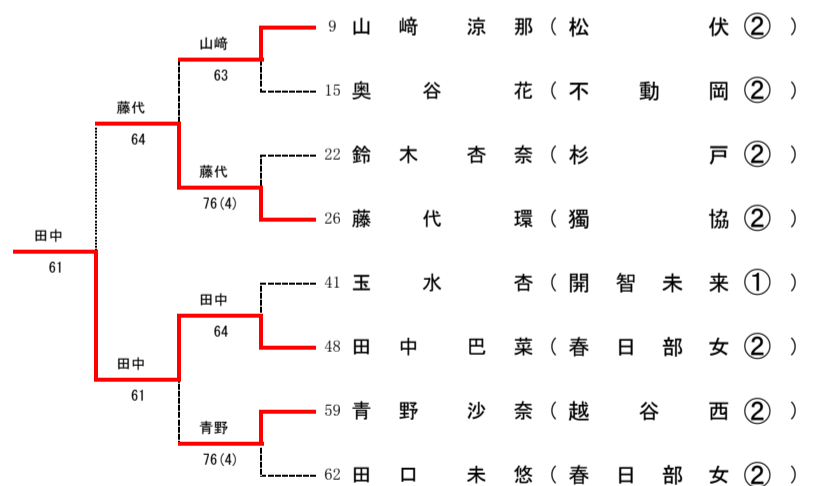 9 山﨑 涼那 (松伏 ②)
山﨑
63
15 奥谷 花 (不動岡 ②)
藤代
64
22 鈴木 杏奈 (杉戸 ②)
藤代
76(4)
26 藤代 環 (獨協 ②)
田中
61
41 玉水 杏 (開智未来 ①)
田中
64
48 田中 巴菜 (春日部女 ②)
田中
61
59 青野 沙奈 (越谷西 ②)
青野
76(4)
62 田口 未悠 (春日部女 ②)